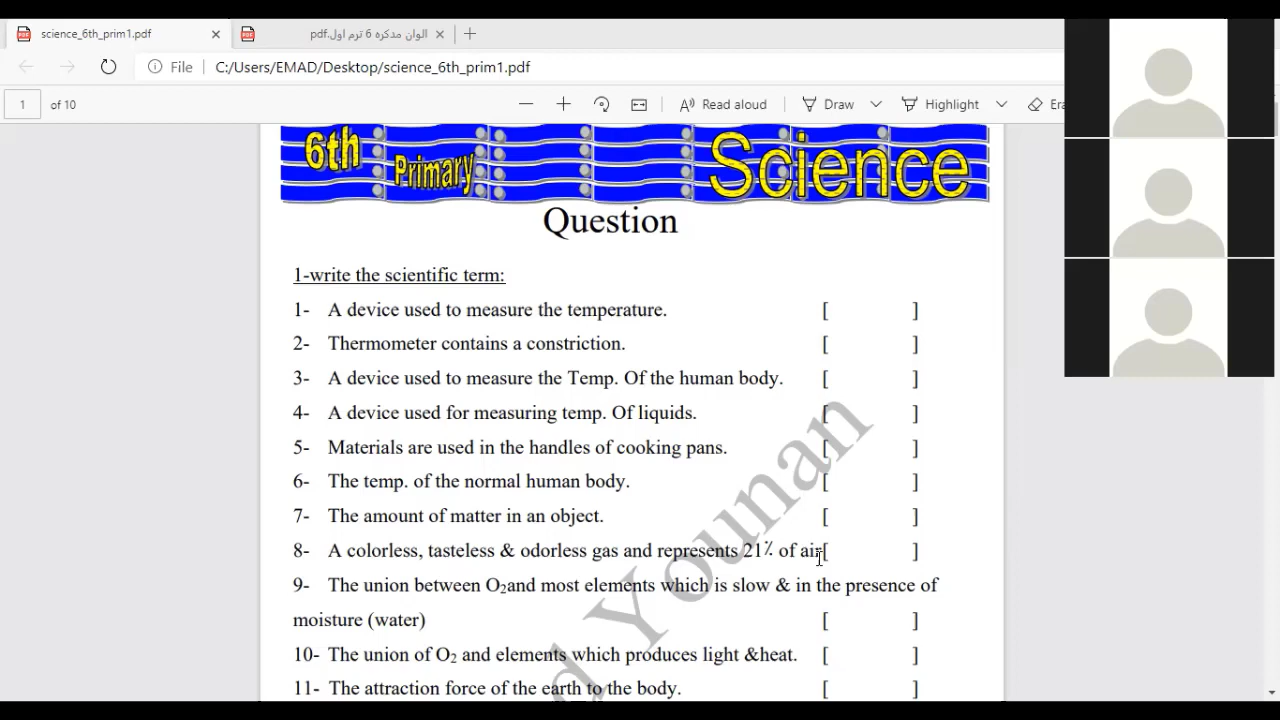 science_6th_prim1.pdf
الوان مذكره 6 ترم اول.pdf
File C:/Users/EMAD/Desktop/science_6th_prim1.pdf
1 of 10
Read aloud
Draw
Highlight
6th Primary Science
Question
1-write the scientific term:
1- A device used to measure the temperature. [ ]
2- Thermometer contains a constriction. [ ]
3- A device used to measure the Temp. Of the human body. [ ]
4- A device used for measuring temp. Of liquids. [ ]
5- Materials are used in the handles of cooking pans. [ ]
6- The temp. of the normal human body. [ ]
7- The amount of matter in an object. [ ]
8- A colorless, tasteless & odorless gas and represents 21٪ of air [ ]
9- The union between O₂and most elements which is slow & in the presence of
moisture (water) [ ]
10- The union of O₂ and elements which produces light &heat. [ ]
11- The attraction force of the earth to the body. [ ]
Younan